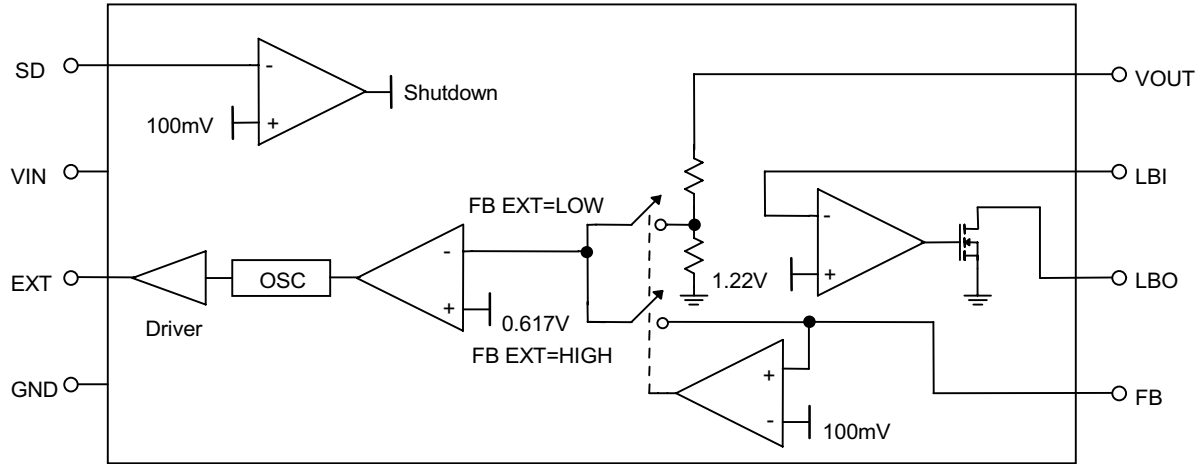 SD
-
Shutdown
100mV
+
VOUT
VIN
LBI
FB EXT=LOW
-
-
EXT
OSC
+
1.22V
LBO
Driver
+
0.617V
FB EXT=HIGH
GND
+
FB
-
100mV